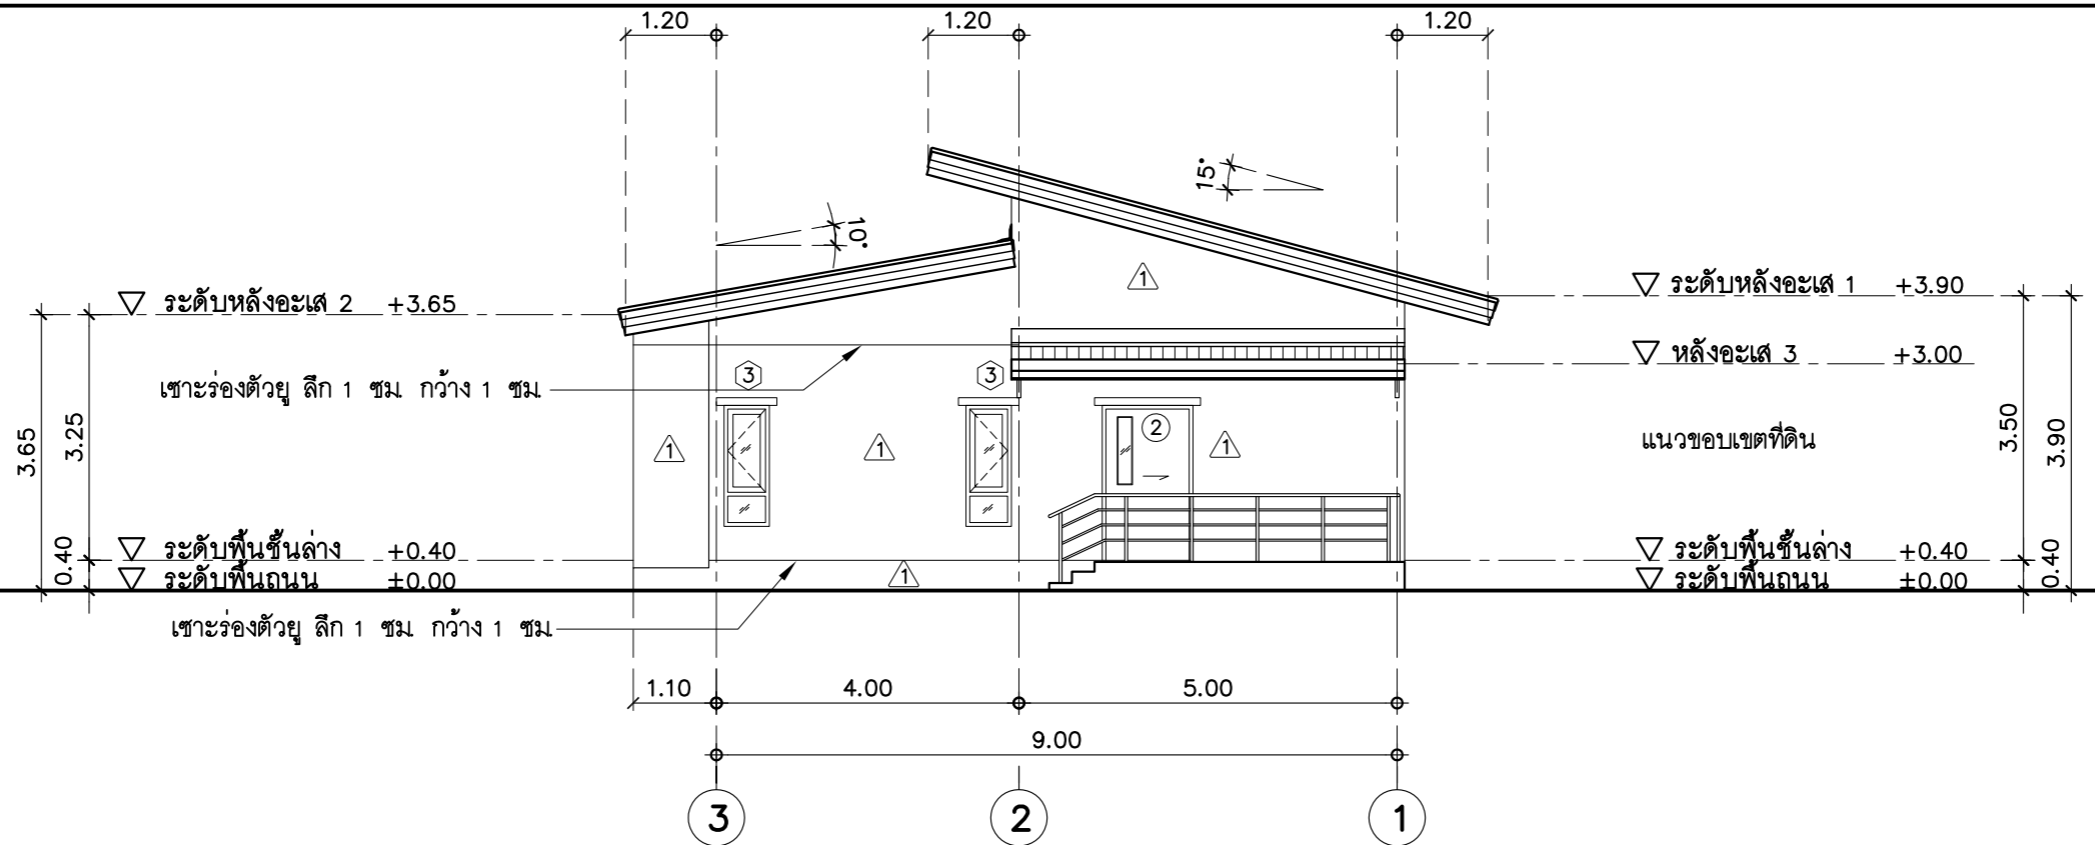 1.20 1.20 1.20
15°
10°
ระดับหลังอะเส 2 +3.65
ระดับหลังอะเส 1 +3.90
หลังอะเส 3 +3.00
เซาะร่องตัวยู ลึก 1 ซม. กว้าง 1 ซม.
3 3
2
1
1 1 1
1
แนวขอบเขตที่ดิน
3.65 3.25 0.40
3.50 3.90 0.40
ระดับพื้นชั้นล่าง +0.40
ระดับพื้นถนน ±0.00
ระดับพื้นชั้นล่าง +0.40
ระดับพื้นถนน ±0.00
เซาะร่องตัวยู ลึก 1 ซม. กว้าง 1 ซม.
1.10 4.00 5.00
9.00
3 2 1